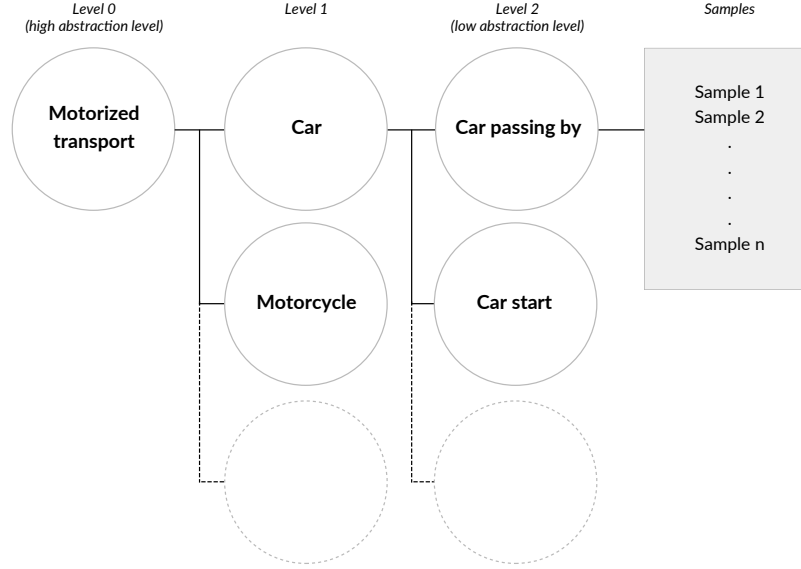 Level 0
(high abstraction level)
Level 1
Level 2
(low abstraction level)
Samples
Motorized
transport
Car
Car passing by
Sample 1
Sample 2
.
.
.
.
Sample n
Motorcycle
Car start